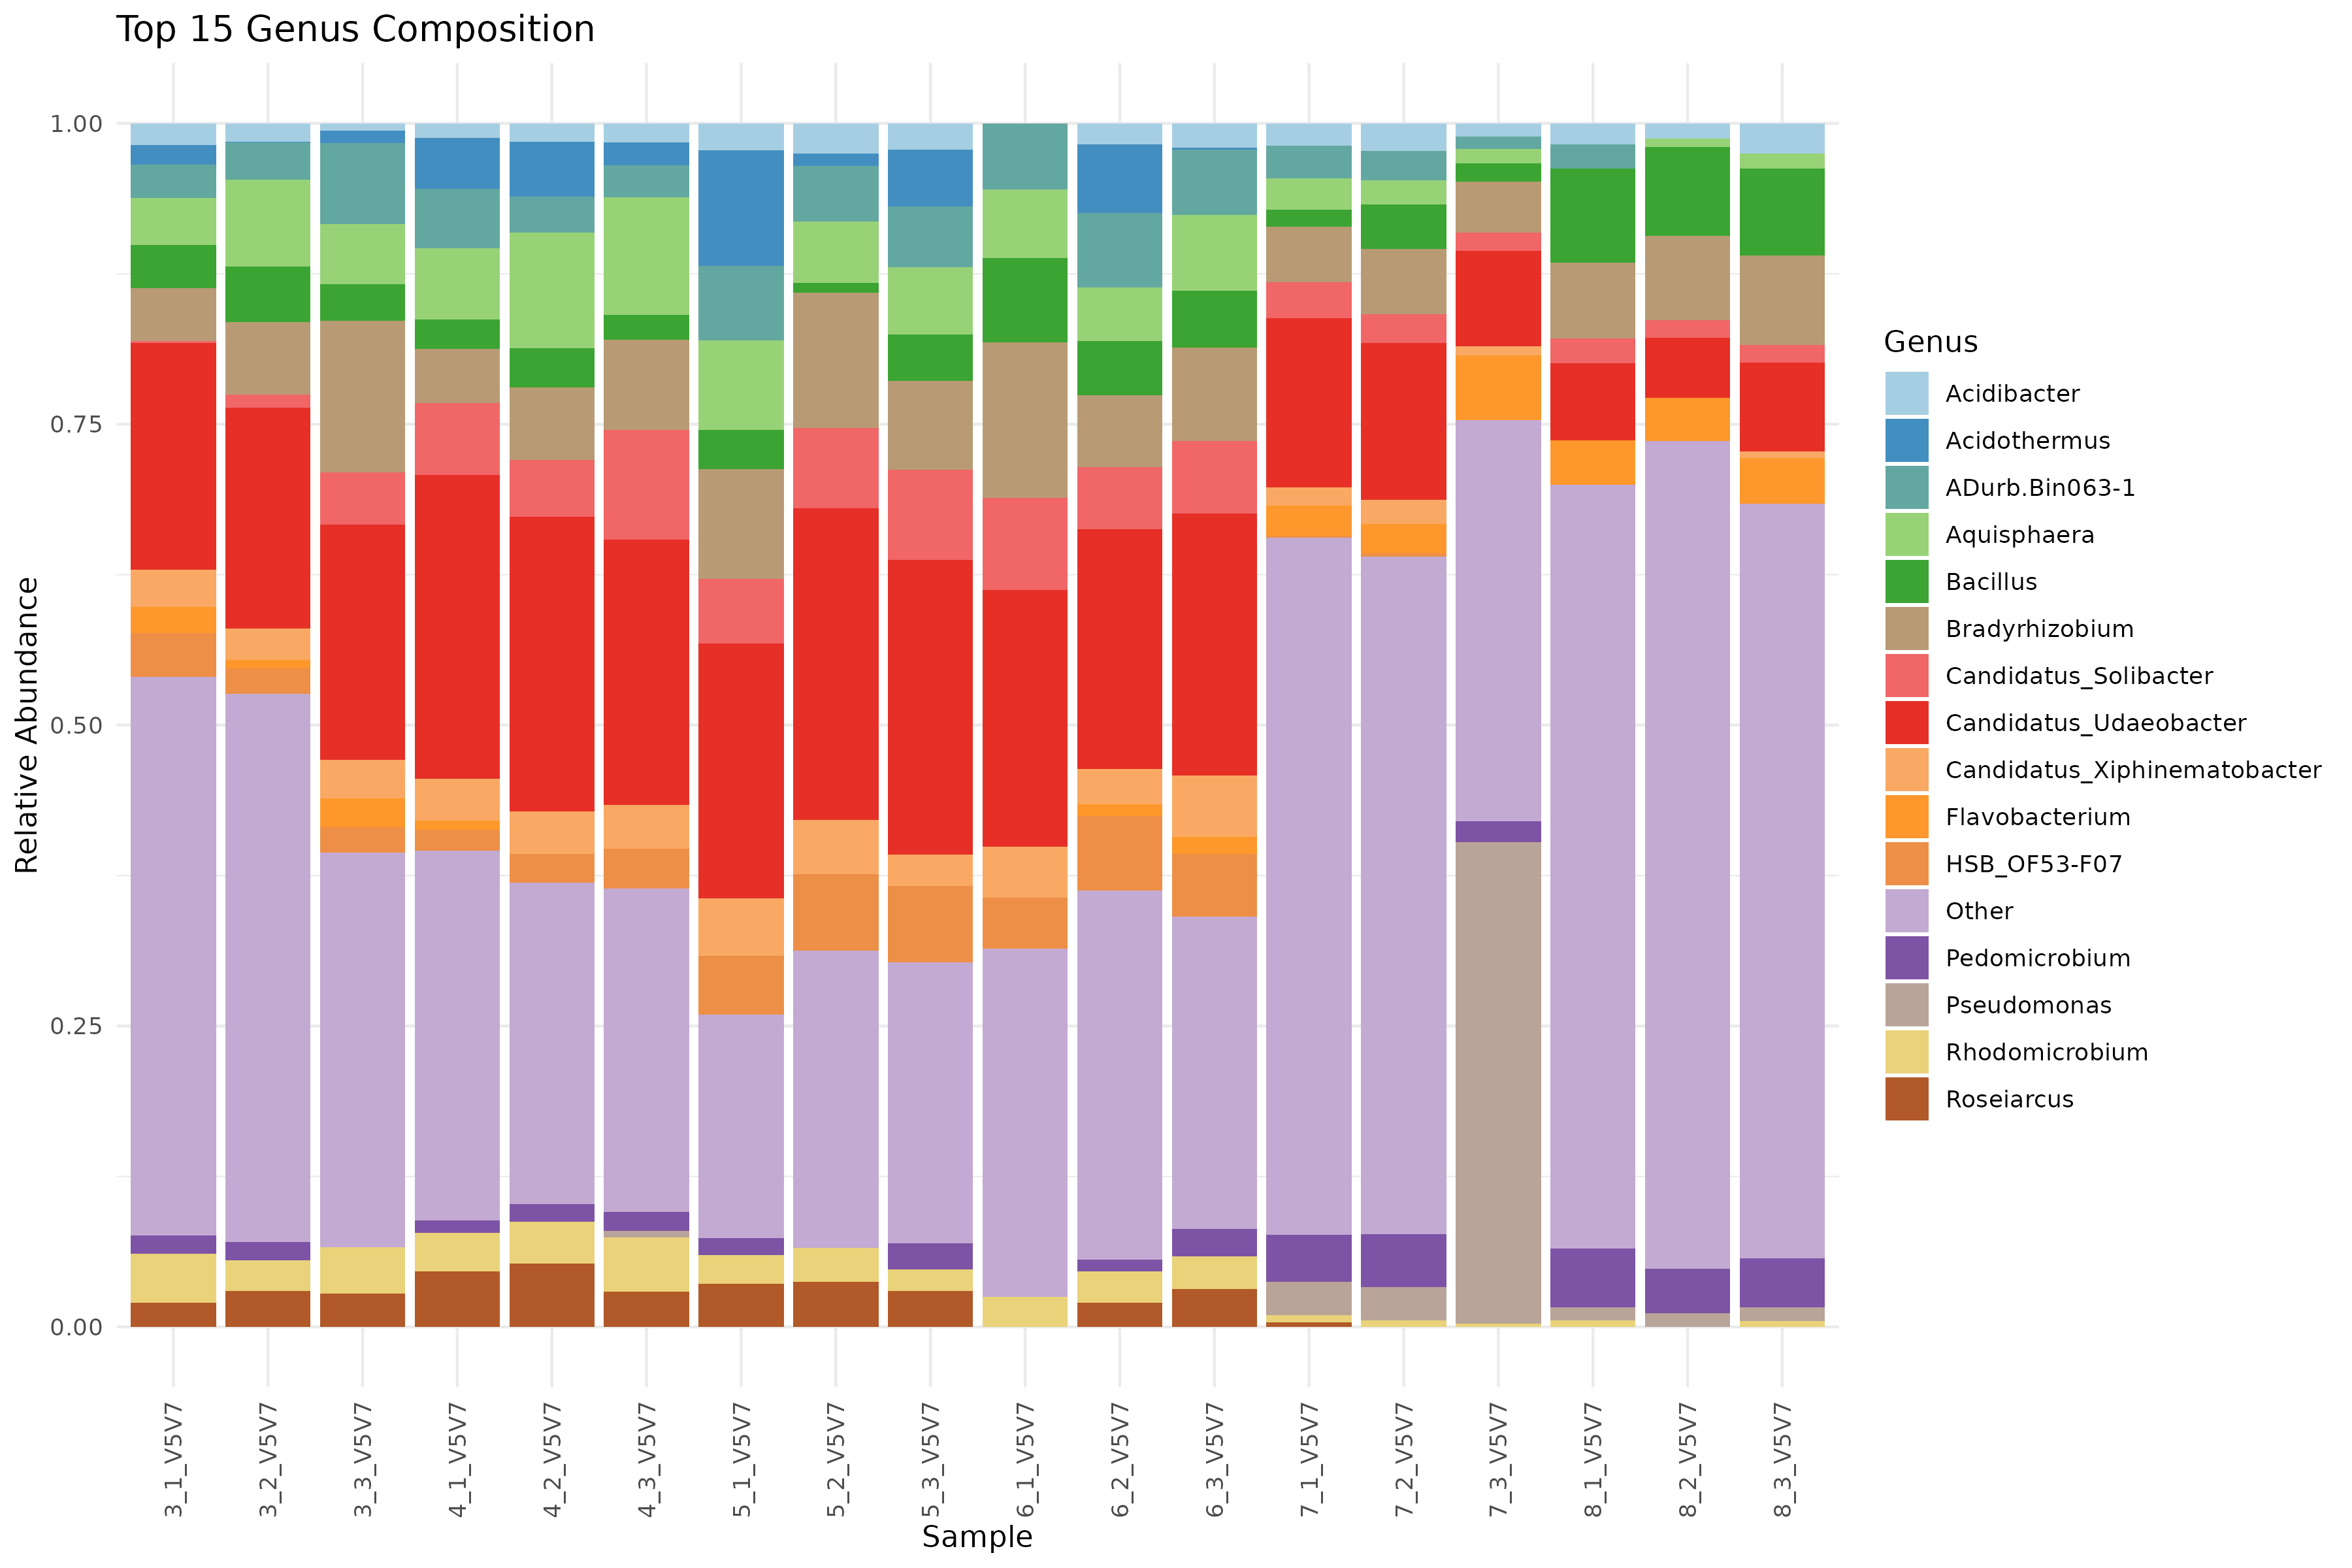 Top 15 Genus Composition
1.00
0.75
0.50
0.25
0.00
Relative Abundance
3_1_V5V7
3_2_V5V7
3_3_V5V7
4_1_V5V7
4_2_V5V7
4_3_V5V7
5_1_V5V7
5_2_V5V7
5_3_V5V7
6_1_V5V7
6_2_V5V7
6_3_V5V7
7_1_V5V7
7_2_V5V7
7_3_V5V7
8_1_V5V7
8_2_V5V7
8_3_V5V7
Sample
Genus
Acidibacter
Acidothermus
ADurb.Bin063-1
Aquisphaera
Bacillus
Bradyrhizobium
Candidatus_Solibacter
Candidatus_Udaeobacter
Candidatus_Xiphinematobacter
Flavobacterium
HSB_OF53-F07
Other
Pedomicrobium
Pseudomonas
Rhodomicrobium
Roseiarcus